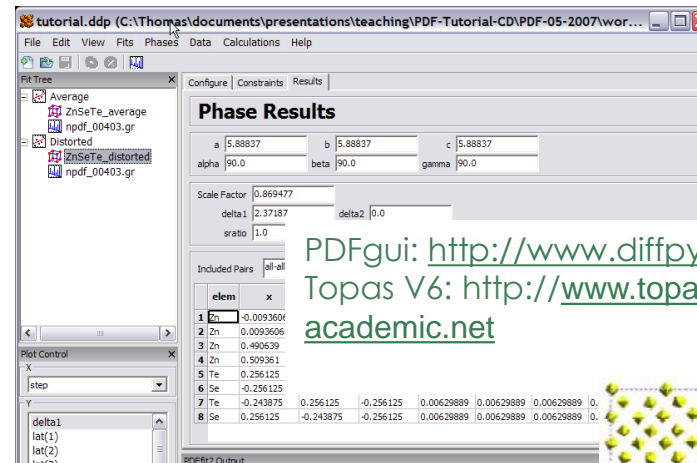 tutorial.ddp (C:\Thomas\documents\presentations\teaching\PDF-Tutorial-CD\PDF-05-2007\wor...
File Edit View Fits Phases Data Calculations Help
Fit Tree x
Average
ZnSeTe_average
npdf_00403.gr
Distorted
ZnSeTe_distorted
npdf_00403.gr
Configure Constraints Results
Phase Results
a 5.88837 b 5.88837 c 5.88837
alpha 90.0 beta 90.0 gamma 90.0
Scale Factor 0.869477
delta1 2.37187 delta2 0.0
sratio 1.0
Included Pairs all-all
PDFgui: http://www.diffpy
Topas V6: http://www.topa
academic.net
elem x
1 Zn -0.0093606
2 Zn 0.0093606
3 Zn 0.490639
4 Zn 0.509361
5 Te 0.256125
6 Se -0.256125
7 Te -0.243875 0.256125 -0.256125 0.00629889 0.00629889 0.00629889 0.
8 Se 0.256125 -0.243875 -0.256125 0.00629889 0.00629889 0.00629889 0.
Plot Control x
X
step
Y
delta1
lat(1)
lat(2)
PDFfit2 Output